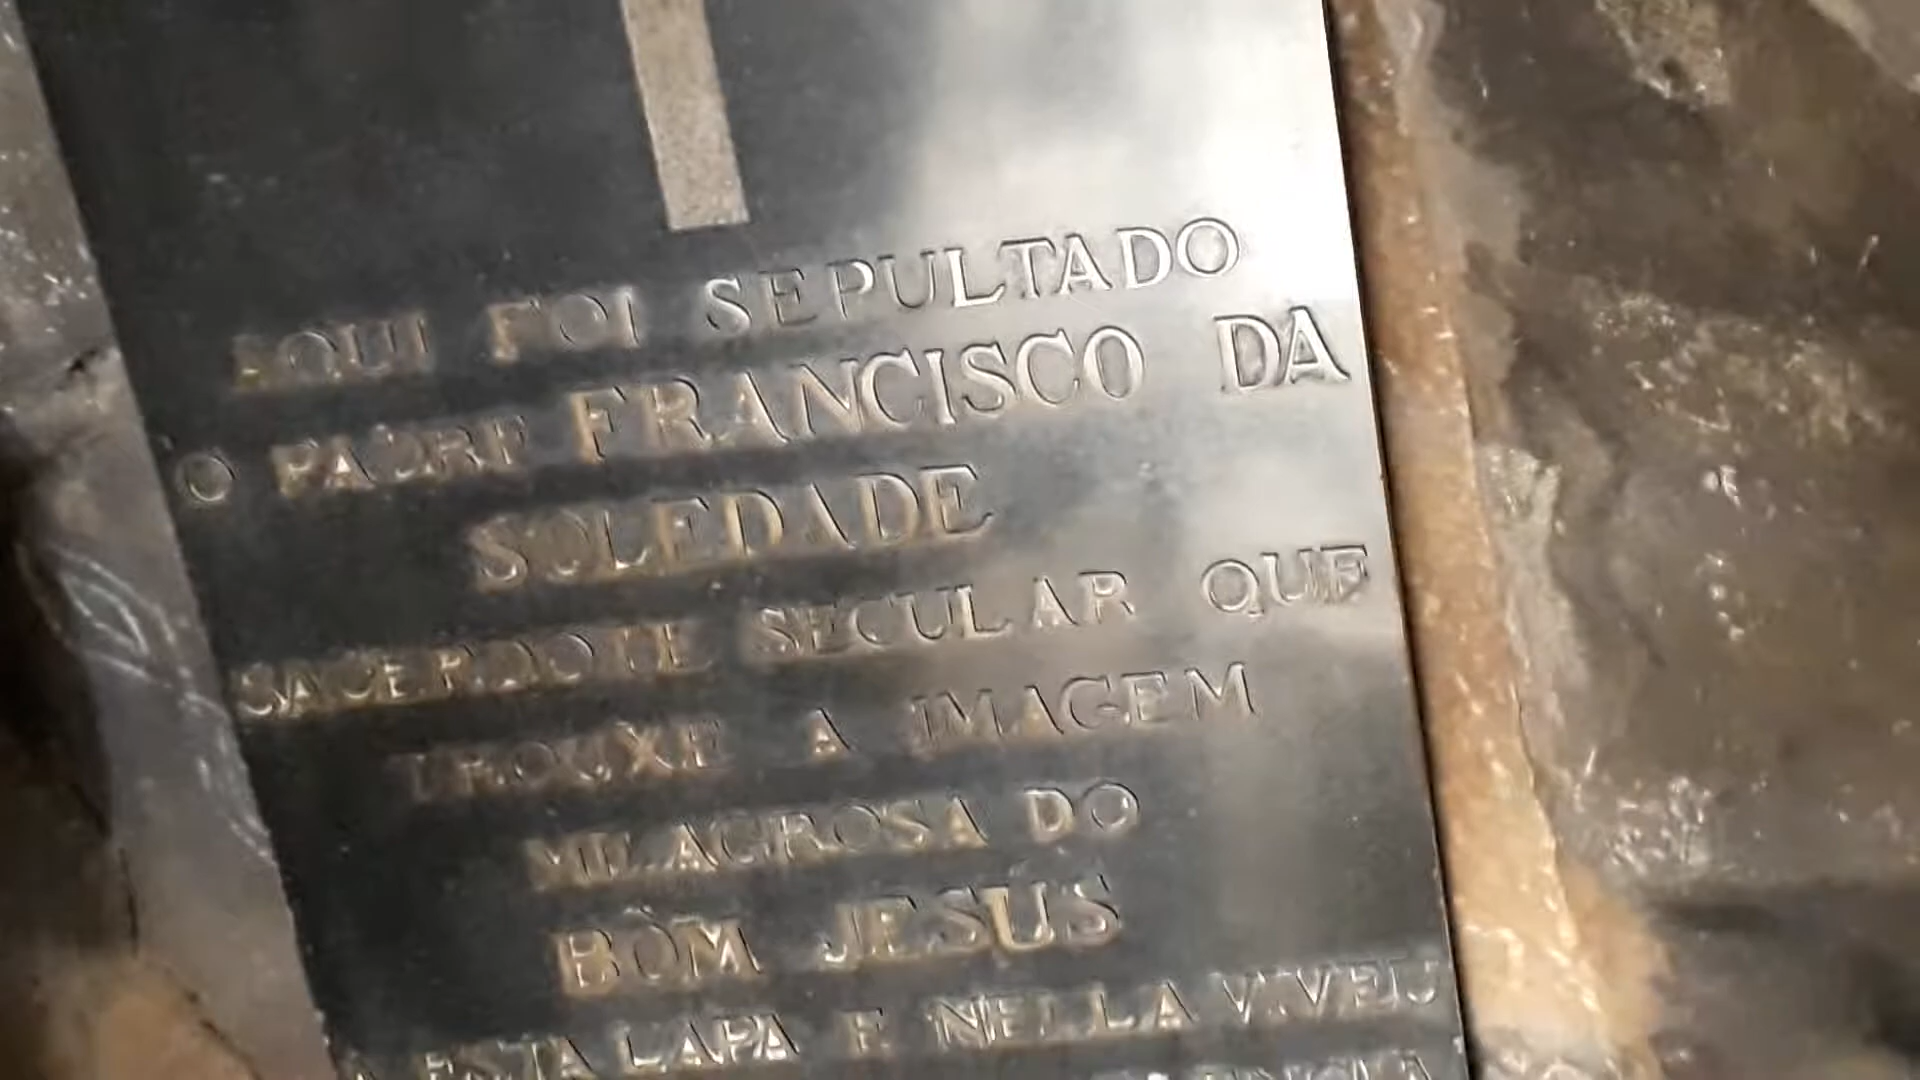 AQUI FOI SEPULTADO
O PADRE FRANCISCO DA
SOLEDADE
SACERDOTE SECULAR QUE
TROUXE A IMAGEM
MILAGROSA DO
BOM JESUS
A ESTA LAPA E NELLA VIVEU